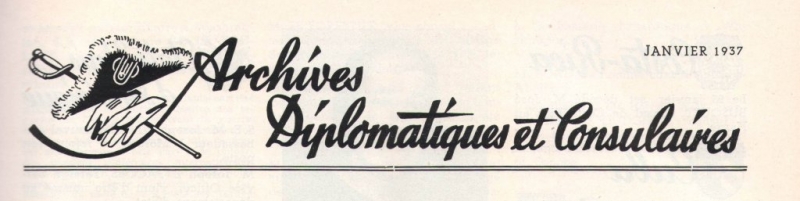 JANVIER 1937
Archives
Diplomatiques et Consulaires